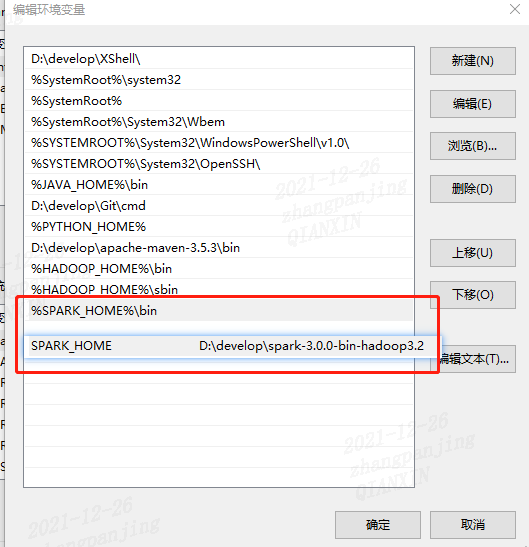 编辑环境变量
D:\develop\XShell\
%SystemRoot%\system32
%SystemRoot%
%SystemRoot%\System32\Wbem
%SYSTEMROOT%\System32\WindowsPowerShell\v1.0\
%SYSTEMROOT%\System32\OpenSSH\
%JAVA_HOME%\bin
D:\develop\Git\cmd
%PYTHON_HOME%
D:\develop\apache-maven-3.5.3\bin
%HADOOP_HOME%\bin
%HADOOP_HOME%\sbin
%SPARK_HOME%\bin
SPARK_HOME D:\develop\spark-3.0.0-bin-hadoop3.2
新建(N)
编辑(E)
浏览(B)...
删除(D)
上移(U)
下移(O)
编辑文本(T)...
确定
取消
2021-12-26
zhangpanjing
QIANXIN
2021-12-26
zhangpanjing
QIANXIN
2021-12-26
zhangpanjing